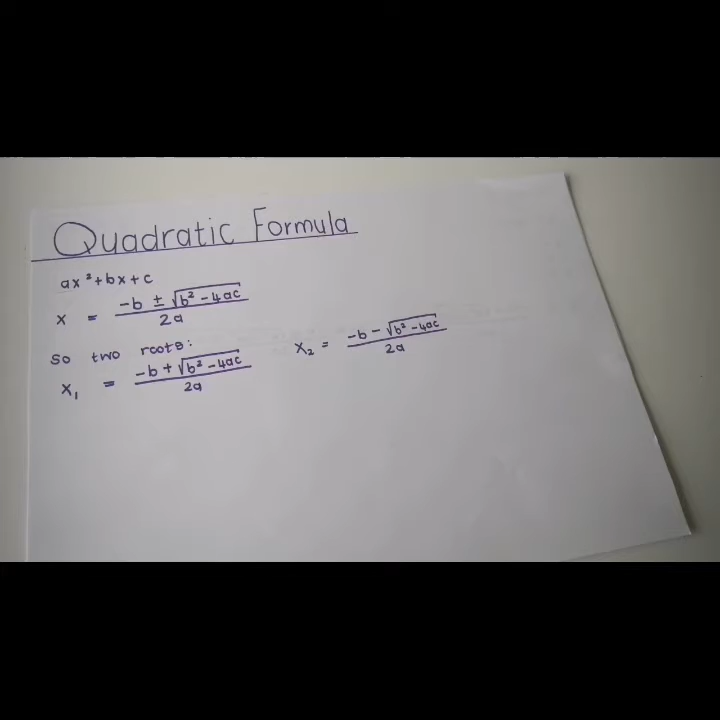 Quadratic Formula
ax² + bx + c
x = (-b ± √(b² - 4ac)) / 2a
So two roots:
x₁ = (-b + √(b² - 4ac)) / 2a
x₂ = (-b - √(b² - 4ac)) / 2a